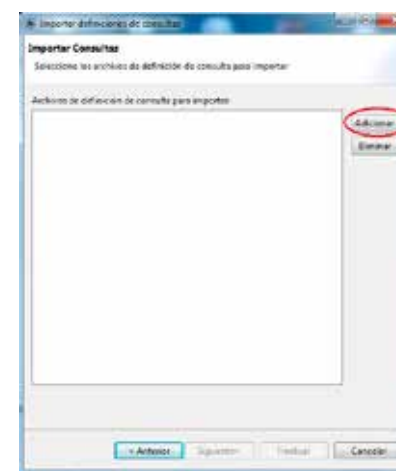 Importar definiciones de consultas
Importar Consultas
Seleccione los archivos de definición de consulta para importar
Archivos de definición de consulta para importar
Adicionar
Eliminar
< Anterior Siguiente > Finalizar Cancelar